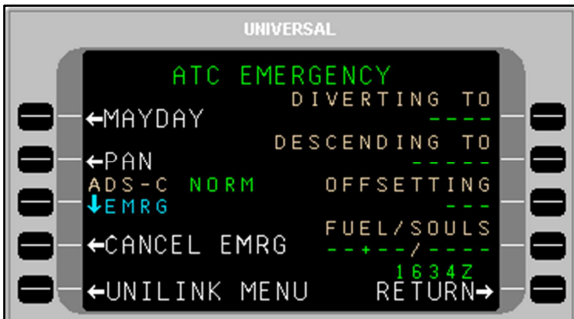 UNIVERSAL
ATC EMERGENCY
DIVERTING TO
←MAYDAY ----
DESCENDING TO
←PAN -----
ADS-C NORM OFFSETTING
↓EMRG ---
FUEL/SOULS
←CANCEL EMRG --+--/----
1634Z
←UNILINK MENU RETURN→